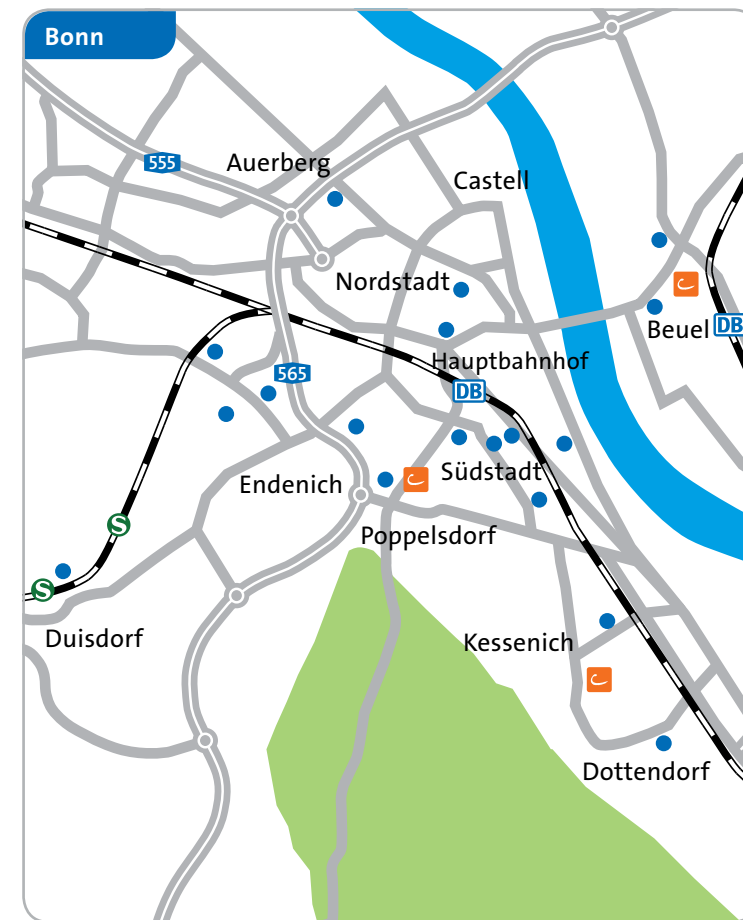 Bonn
555
Auerberg
Castell
Nordstadt
Beuel
DB
Hauptbahnhof
565
DB
Südstadt
Endenich
Poppelsdorf
S
S
Duisdorf
Kessenich
Dottendorf